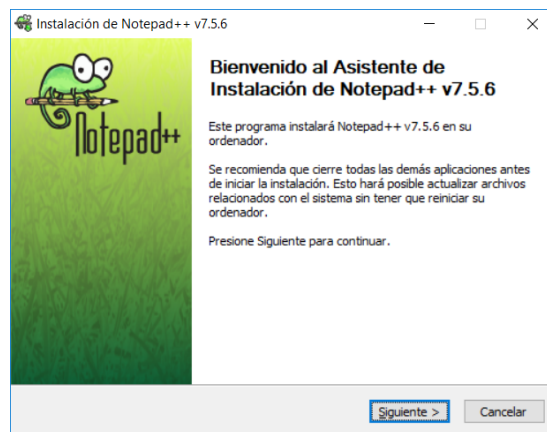 Instalación de Notepad++ v7.5.6
Notepad++
Bienvenido al Asistente de
Instalación de Notepad++ v7.5.6
Este programa instalará Notepad++ v7.5.6 en su
ordenador.
Se recomienda que cierre todas las demás aplicaciones antes
de iniciar la instalación. Esto hará posible actualizar archivos
relacionados con el sistema sin tener que reiniciar su
ordenador.
Presione Siguiente para continuar.
Siguiente >
Cancelar